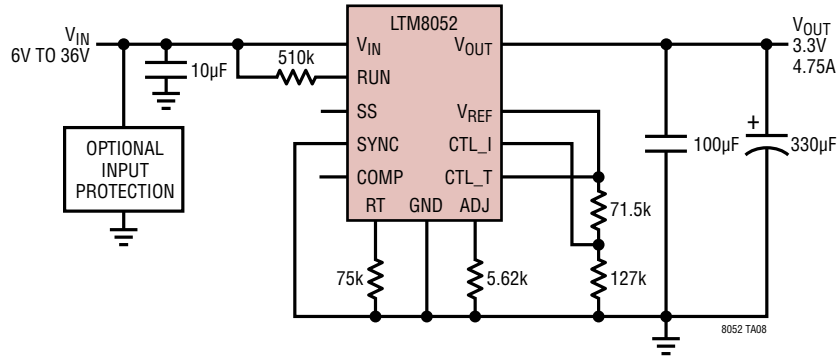 LTM8052
VIN
6V TO 36V
VOUT
3.3V
4.75A
VIN
VOUT
510k
10µF
RUN
SS
VREF
SYNC
CTL_I
COMP
CTL_T
RT GND ADJ
OPTIONAL
INPUT
PROTECTION
100µF
+
330µF
71.5k
75k
5.62k
127k
8052 TA08